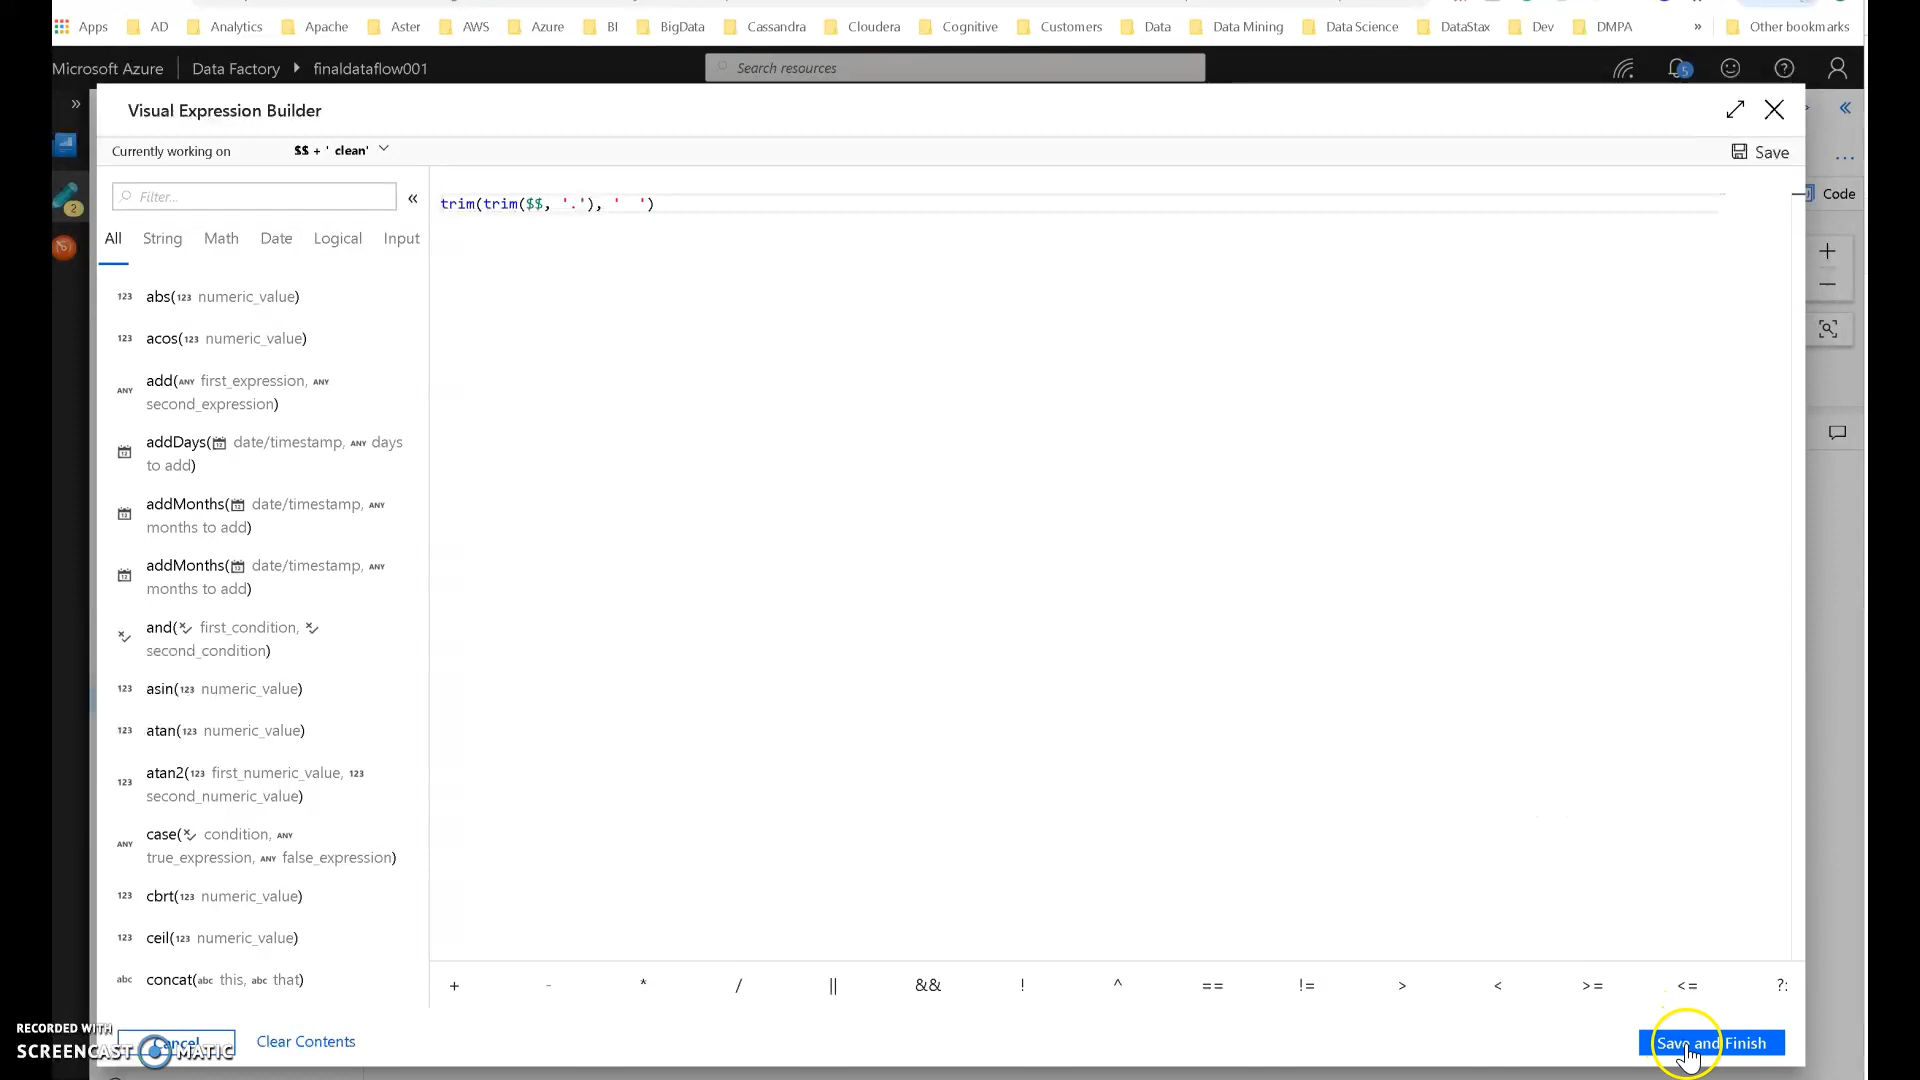 Apps AD Analytics Apache Aster AWS Azure BI BigData Cassandra Cloudera Cognitive Customers Data Data Mining Data Science DataStax Dev DMPA » Other bookmarks
Microsoft Azure Data Factory finaldataflow001 Search resources 5
» Visual Expression Builder «
Currently working on $$ + ' clean' Save ...
2
Filter... «
trim(trim($$, '.'), '  ')
Code
All String Math Date Logical Input
123 abs(123 numeric_value)
123 acos(123 numeric_value)
ANY add(ANY first_expression, ANY
second_expression)
addDays(12 date/timestamp, ANY days
to add)
addMonths(12 date/timestamp, ANY
months to add)
addMonths(12 date/timestamp, ANY
months to add)
and( first_condition,
second_condition)
123 asin(123 numeric_value)
123 atan(123 numeric_value)
123 atan2(123 first_numeric_value, 123
second_numeric_value)
ANY case( condition, ANY
true_expression, ANY false_expression)
123 cbrt(123 numeric_value)
123 ceil(123 numeric_value)
abc concat(abc this, abc that)
+ - * / || && ! ^ == != > < >= <= ?:
RECORDED WITH
SCREENCAST MATIC
Cancel Clear Contents Save and Finish